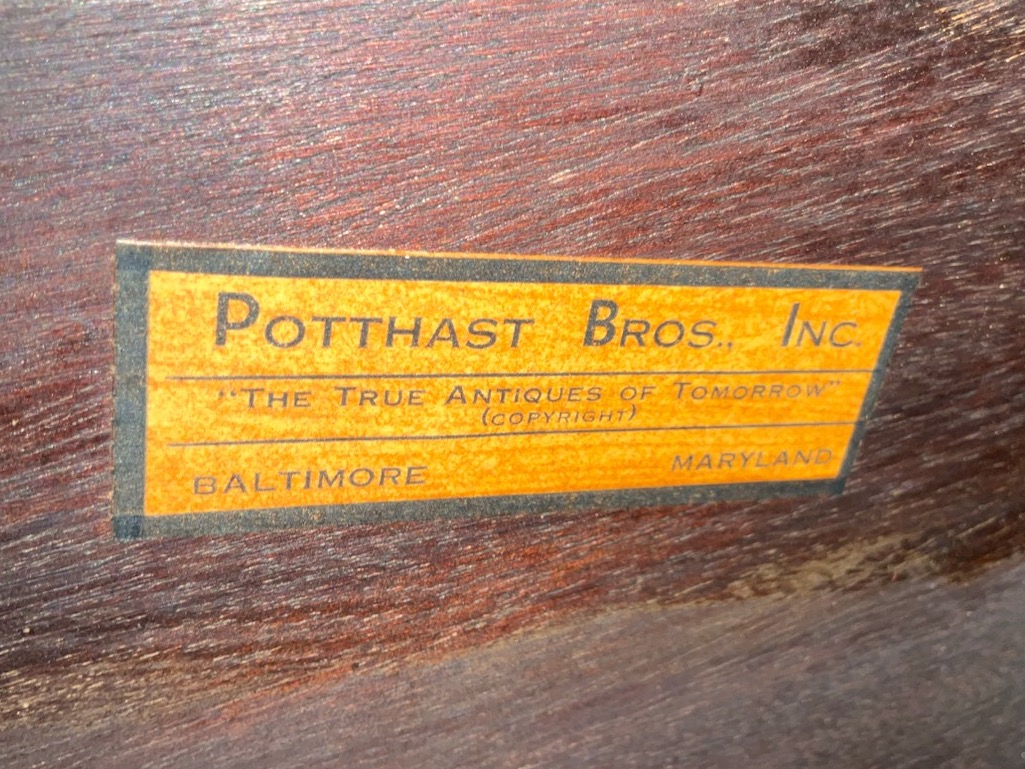 POTTHAST BROS., INC.
"THE TRUE ANTIQUES OF TOMORROW"
(COPYRIGHT)
BALTIMORE MARYLAND